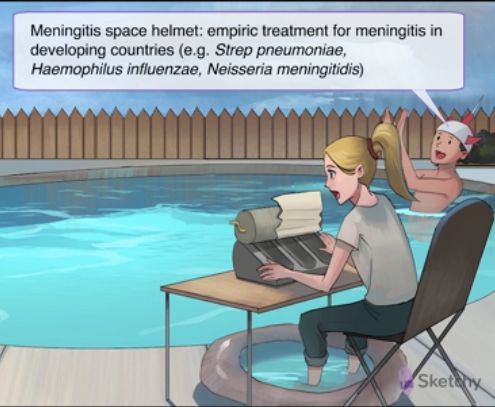 Meningitis space helmet: empiric treatment for meningitis in
developing countries (e.g. Strep pneumoniae,
Haemophilus influenzae, Neisseria meningitidis)
Sketchy